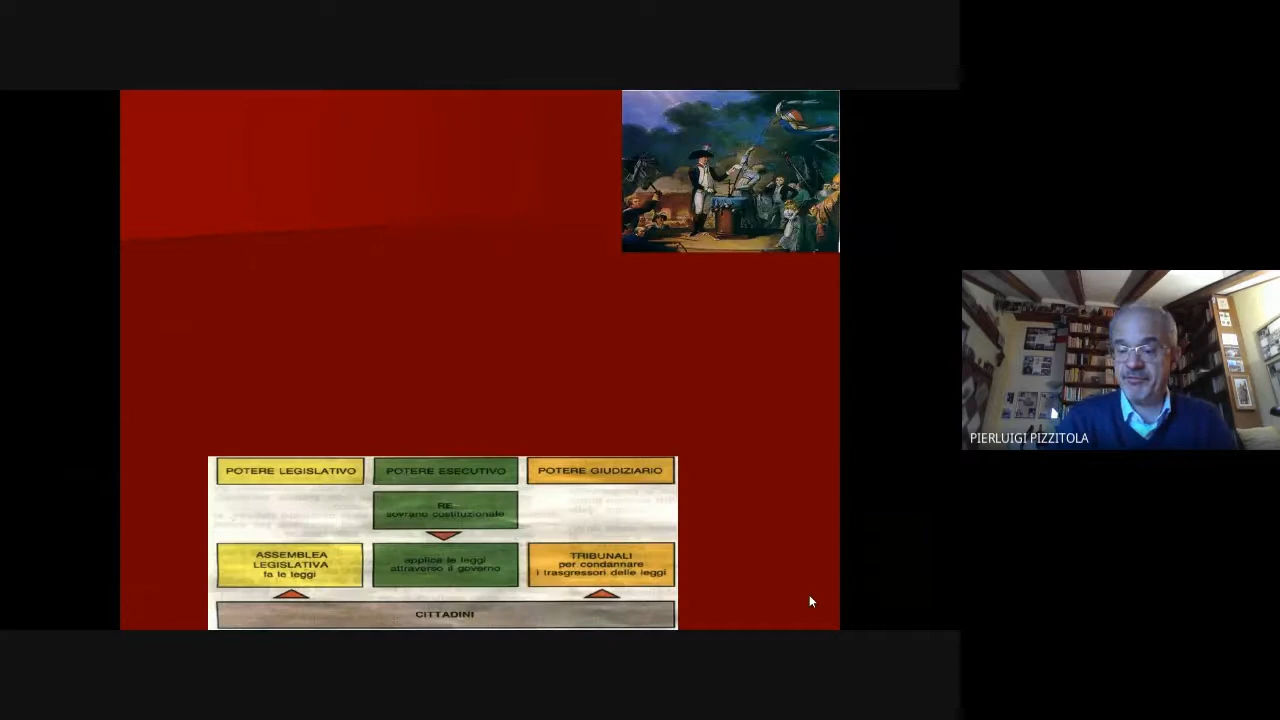 POTERE LEGISLATIVO
POTERE ESECUTIVO
POTERE GIUDIZIARIO
RE
sovrano costituzionale
ASSEMBLEA
LEGISLATIVA
fa le leggi
applica le leggi
attraverso il governo
TRIBUNALI
per condannare
i trasgressori delle leggi
CITTADINI
PIERLUIGI PIZZITOLA